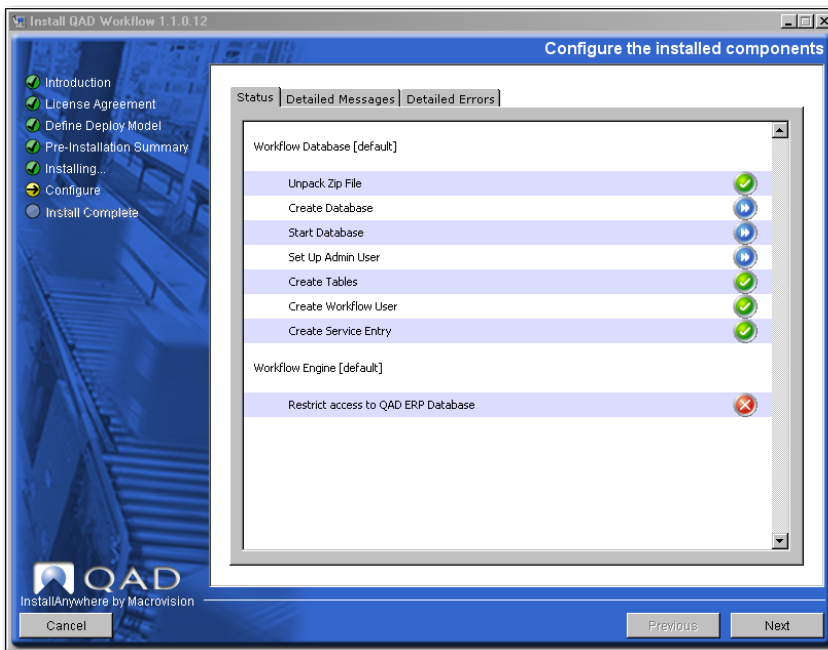 Install QAD Workflow 1.1.0.12
Configure the installed components
Introduction
License Agreement
Define Deploy Model
Pre-Installation Summary
Installing...
Configure
Install Complete
Status Detailed Messages Detailed Errors
Workflow Database [default]
Unpack Zip File
Create Database
Start Database
Set Up Admin User
Create Tables
Create Workflow User
Create Service Entry
Workflow Engine [default]
Restrict access to QAD ERP Database
QAD
InstallAnywhere by Macrovision
Cancel Previous Next